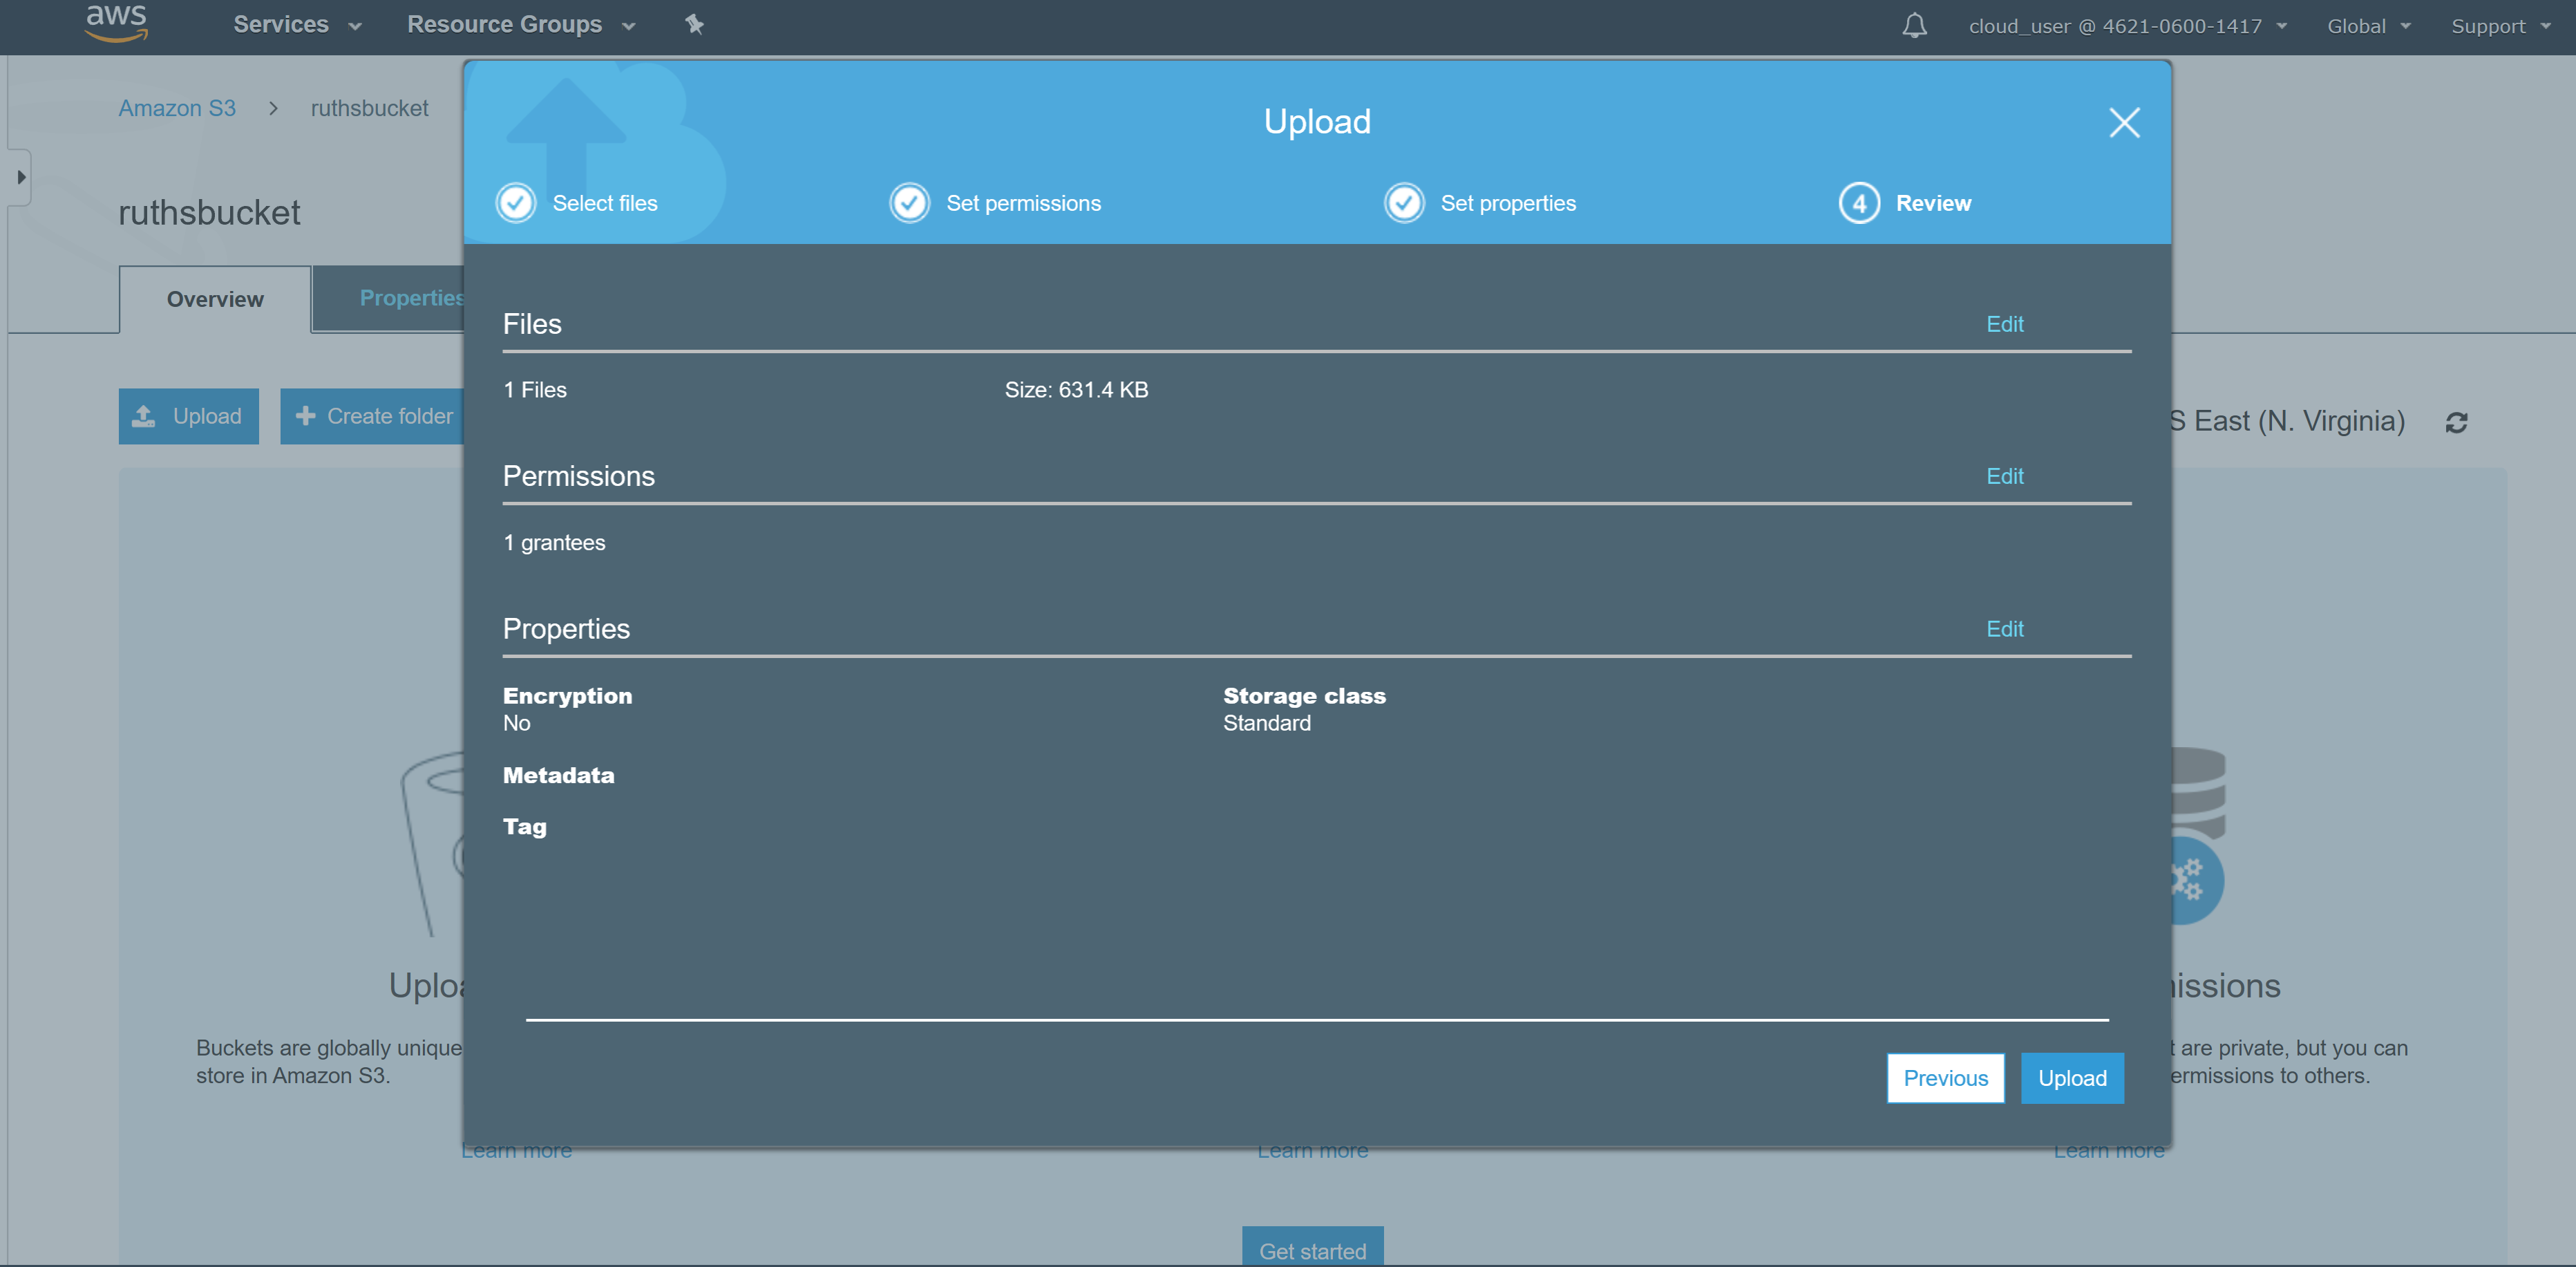 aws
Services
Resource Groups
cloud_user @ 4621-0600-1417
Global
Support
Amazon S3 > ruthsbucket
ruthsbucket
Overview
Properties
Upload
Create folder
S East (N. Virginia)
Upload
Select files
Set permissions
Set properties
4 Review
Files
Edit
1 Files
Size: 631.4 KB
Permissions
Edit
1 grantees
Properties
Edit
Encryption
No
Storage class
Standard
Metadata
Tag
Previous
Upload
Buckets are globally unique
store in Amazon S3.
are private, but you can
ermissions to others.
Learn more
Learn more
Learn more
Get started